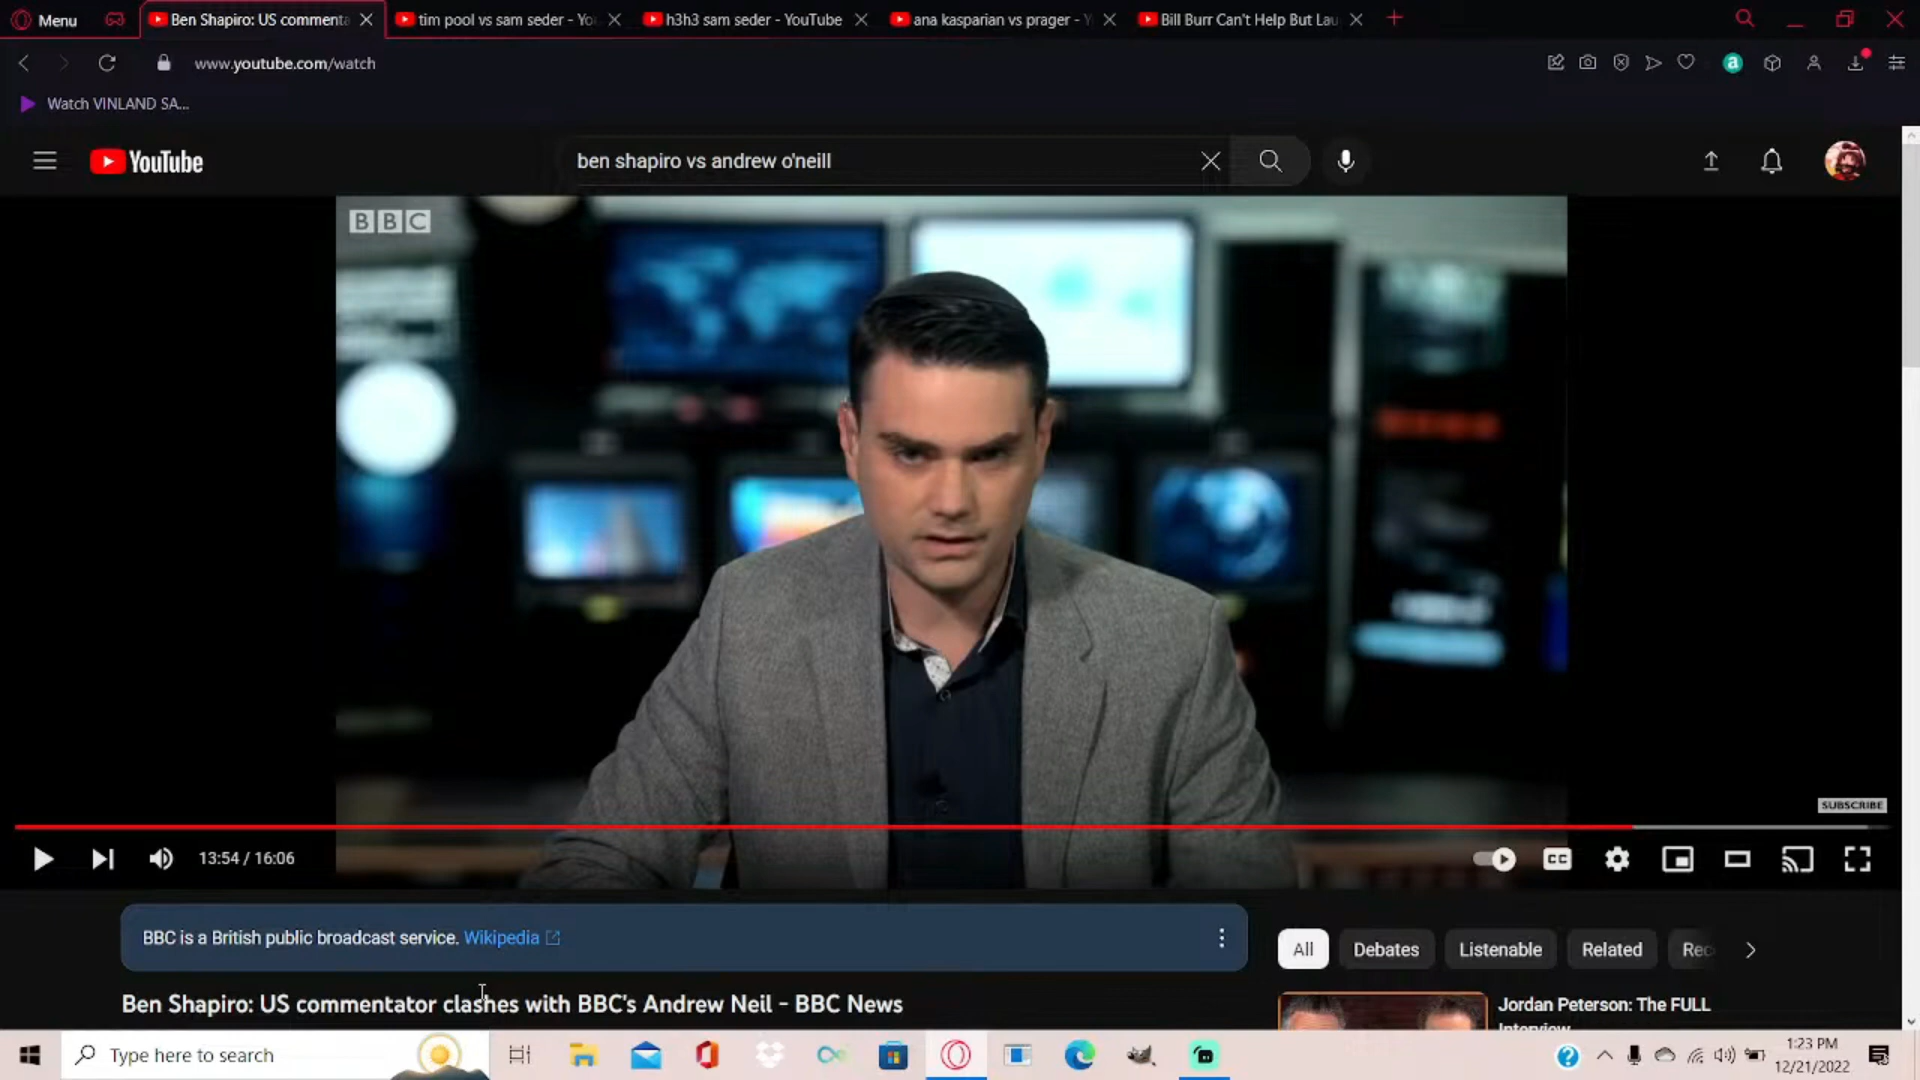 Menu
Ben Shapiro: US commenta
tim pool vs sam seder - Yo
h3h3 sam seder - YouTube
ana kasparian vs prager - Y
Bill Burr Can't Help But Lau
www.youtube.com/watch
a
Watch VINLAND SA...
YouTube
ben shapiro vs andrew o'neill
BBC
SUBSCRIBE
13:54 / 16:06
CC
BBC is a British public broadcast service. Wikipedia
All
Debates
Listenable
Related
Rec
Ben Shapiro: US commentator clashes with BBC's Andrew Neil - BBC News
Jordan Peterson: The FULL
Interview
Type here to search
1:23 PM
12/21/2022